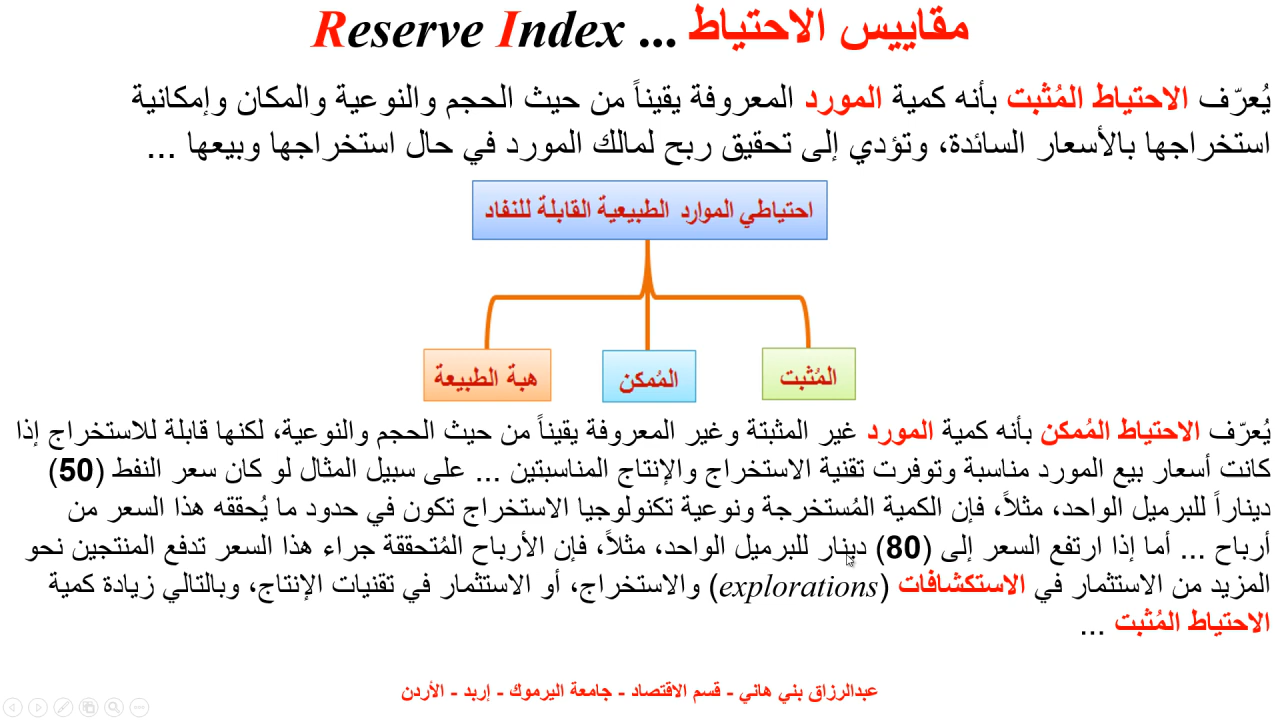 مقاييس الاحتياط ... Reserve Index
يُعرّف الاحتياط المُثبت بأنه كمية المورد المعروفة يقيناً من حيث الحجم والنوعية والمكان وإمكانية
استخراجها بالأسعار السائدة، وتؤدي إلى تحقيق ربح لمالك المورد في حال استخراجها وبيعها ...
احتياطي الموارد الطبيعية القابلة للنفاد
المُثبت
المُمكن
هبة الطبيعة
يُعرّف الاحتياط المُمكن بأنه كمية المورد غير المثبتة وغير المعروفة يقيناً من حيث الحجم والنوعية، لكنها قابلة للاستخراج إذا
كانت أسعار بيع المورد مناسبة وتوفرت تقنية الاستخراج والإنتاج المناسبتين ... على سبيل المثال لو كان سعر النفط (50)
ديناراً للبرميل الواحد، مثلاً، فإن الكمية المُستخرجة ونوعية تكنولوجيا الاستخراج تكون في حدود ما يُحققه هذا السعر من
أرباح ... أما إذا ارتفع السعر إلى (80) دينار للبرميل الواحد، مثلاً، فإن الأرباح المُتحققة جراء هذا السعر تدفع المنتجين نحو
المزيد من الاستثمار في الاستكشافات (explorations) والاستخراج، أو الاستثمار في تقنيات الإنتاج، وبالتالي زيادة كمية
الاحتياط المُثبت ...
عبدالرزاق بني هاني - قسم الاقتصاد - جامعة اليرموك - إربد - الأردن